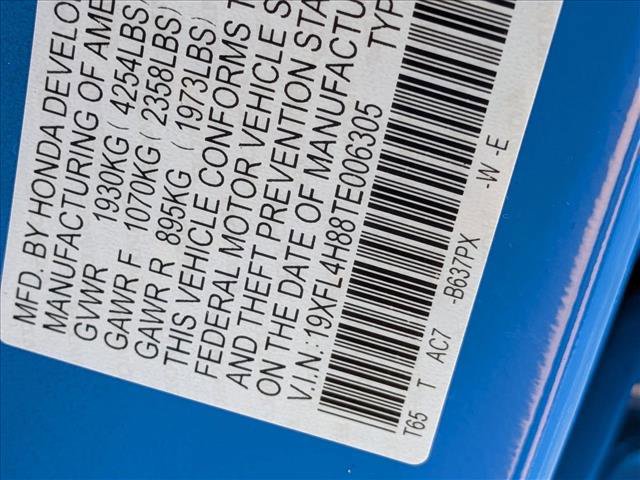 MFD. BY HONDA DEVELO
MANUFACTURING OF AME
GVWR 1930KG ( 4254LBS)
GAWR F 1070KG ( 2358LBS)
GAWR R 895KG ( 1973LBS)
THIS VEHICLE CONFORMS T
FEDERAL MOTOR VEHICLE S
AND THEFT PREVENTION STA
ON THE DATE OF MANUFACTU
V.I.N:19XFL4H88TE006305 TYP
T65 T AC7 -B637PX -W -E